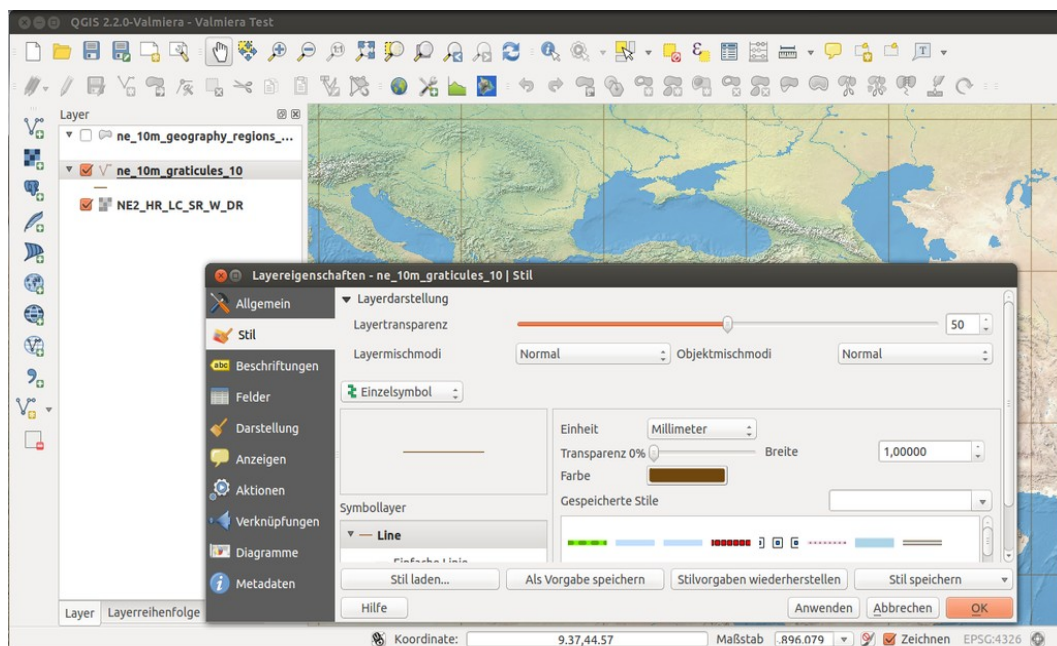 QGIS 2.2.0-Valmiera - Valmiera Test
Layer
ne_10m_geography_regions_...
ne_10m_graticules_10
NE2_HR_LC_SR_W_DR
Layereigenschaften - ne_10m_graticules_10 | Stil
Allgemein
Stil
abc Beschriftungen
Felder
Darstellung
Anzeigen
Aktionen
Verknüpfungen
Diagramme
Metadaten
Layerdarstellung
Layertransparenz 50
Layermischmodi Normal Objektmischmodi Normal
Einzelsymbol
Einheit Millimeter
Transparenz 0% Breite 1,00000
Farbe
Gespeicherte Stile
Symbollayer
Line
Einfache Linie
Stil laden... Als Vorgabe speichern Stilvorgaben wiederherstellen Stil speichern
Hilfe Anwenden Abbrechen OK
Layer Layerreihenfolge
Koordinate: 9.37,44.57 Maßstab .896.079 Zeichnen EPSG:4326